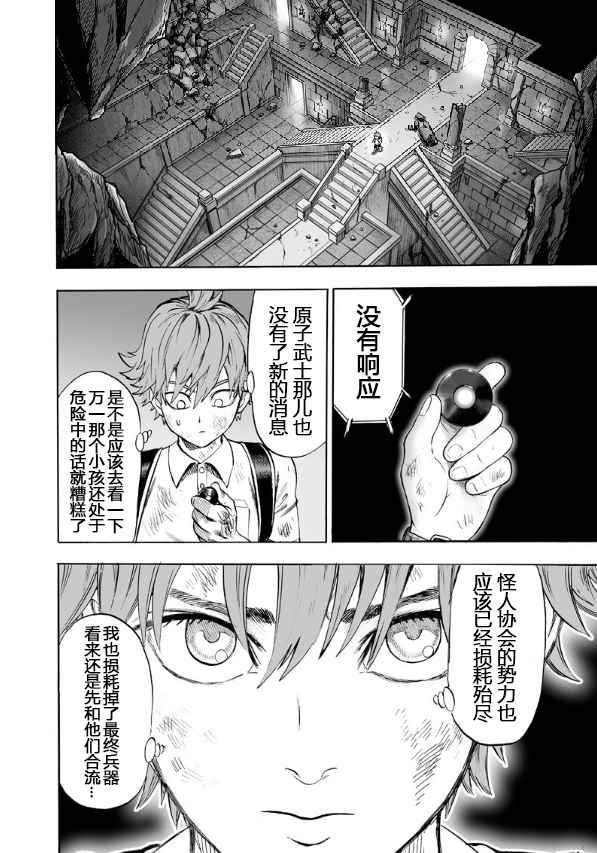 没有响应
原子武士那儿也
没有了新的消息
是不是应该去看一下
万一那个小孩还处于
危险中的话就糟糕了
怪人协会的势力也
应该已经损耗殆尽
我也损耗掉了最终兵器
看来还是先和他们合流…